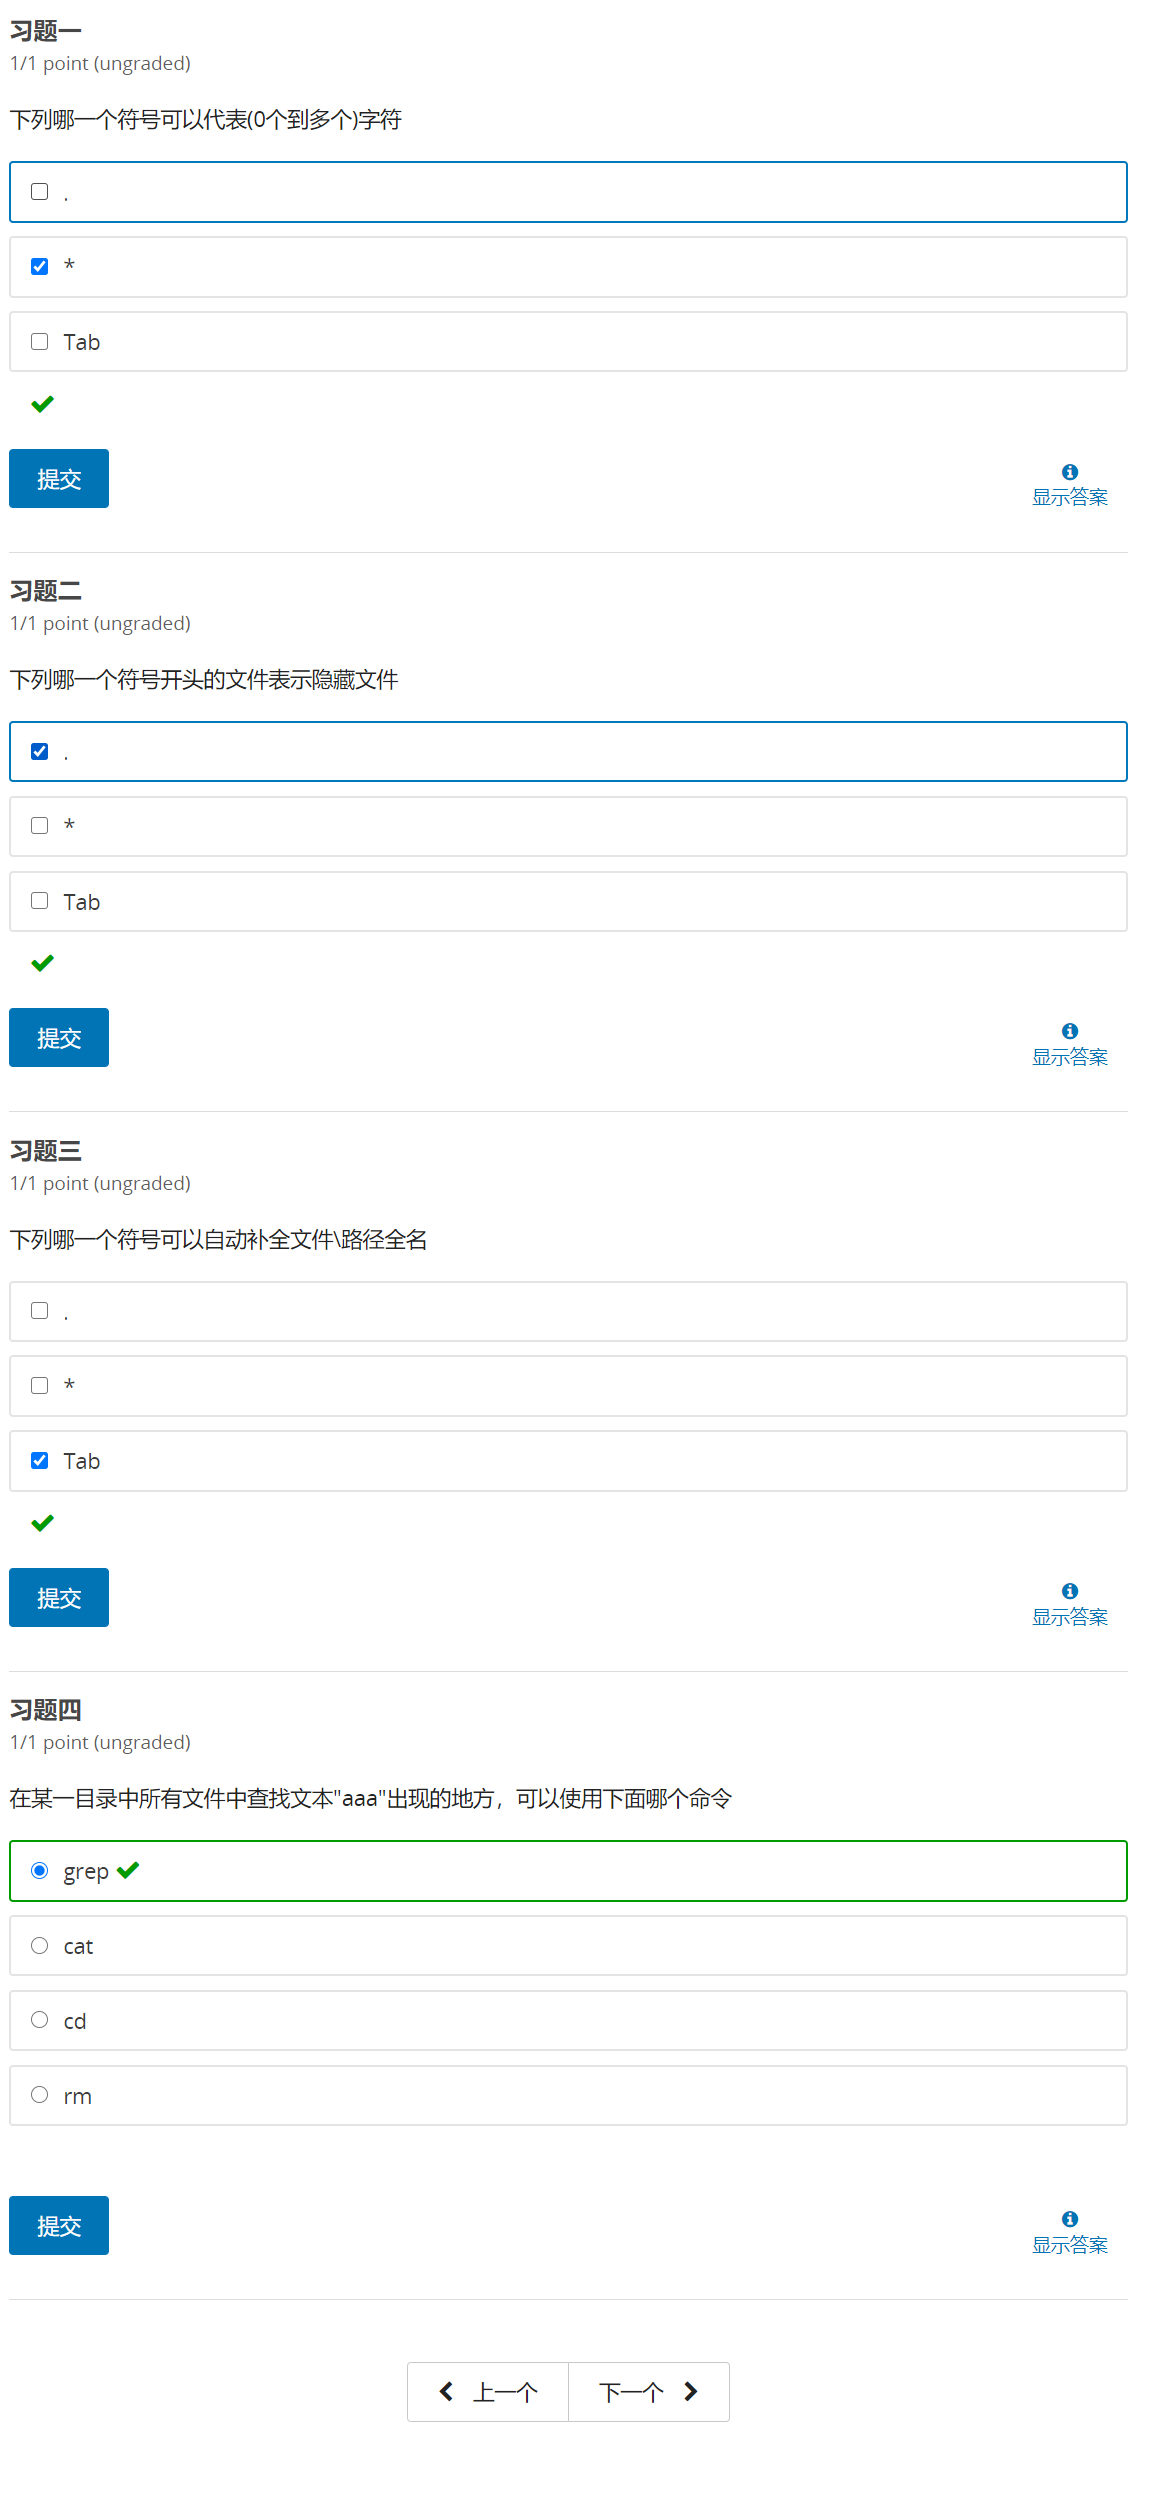 习题一
1/1 point (ungraded)
下列哪一个符号可以代表(0个到多个)字符
.
*
Tab
提交
显示答案
习题二
1/1 point (ungraded)
下列哪一个符号开头的文件表示隐藏文件
.
*
Tab
提交
显示答案
习题三
1/1 point (ungraded)
下列哪一个符号可以自动补全文件\路径全名
.
*
Tab
提交
显示答案
习题四
1/1 point (ungraded)
在某一目录中所有文件中查找文本"aaa"出现的地方，可以使用下面哪个命令
grep
cat
cd
rm
提交
显示答案
上一个 下一个